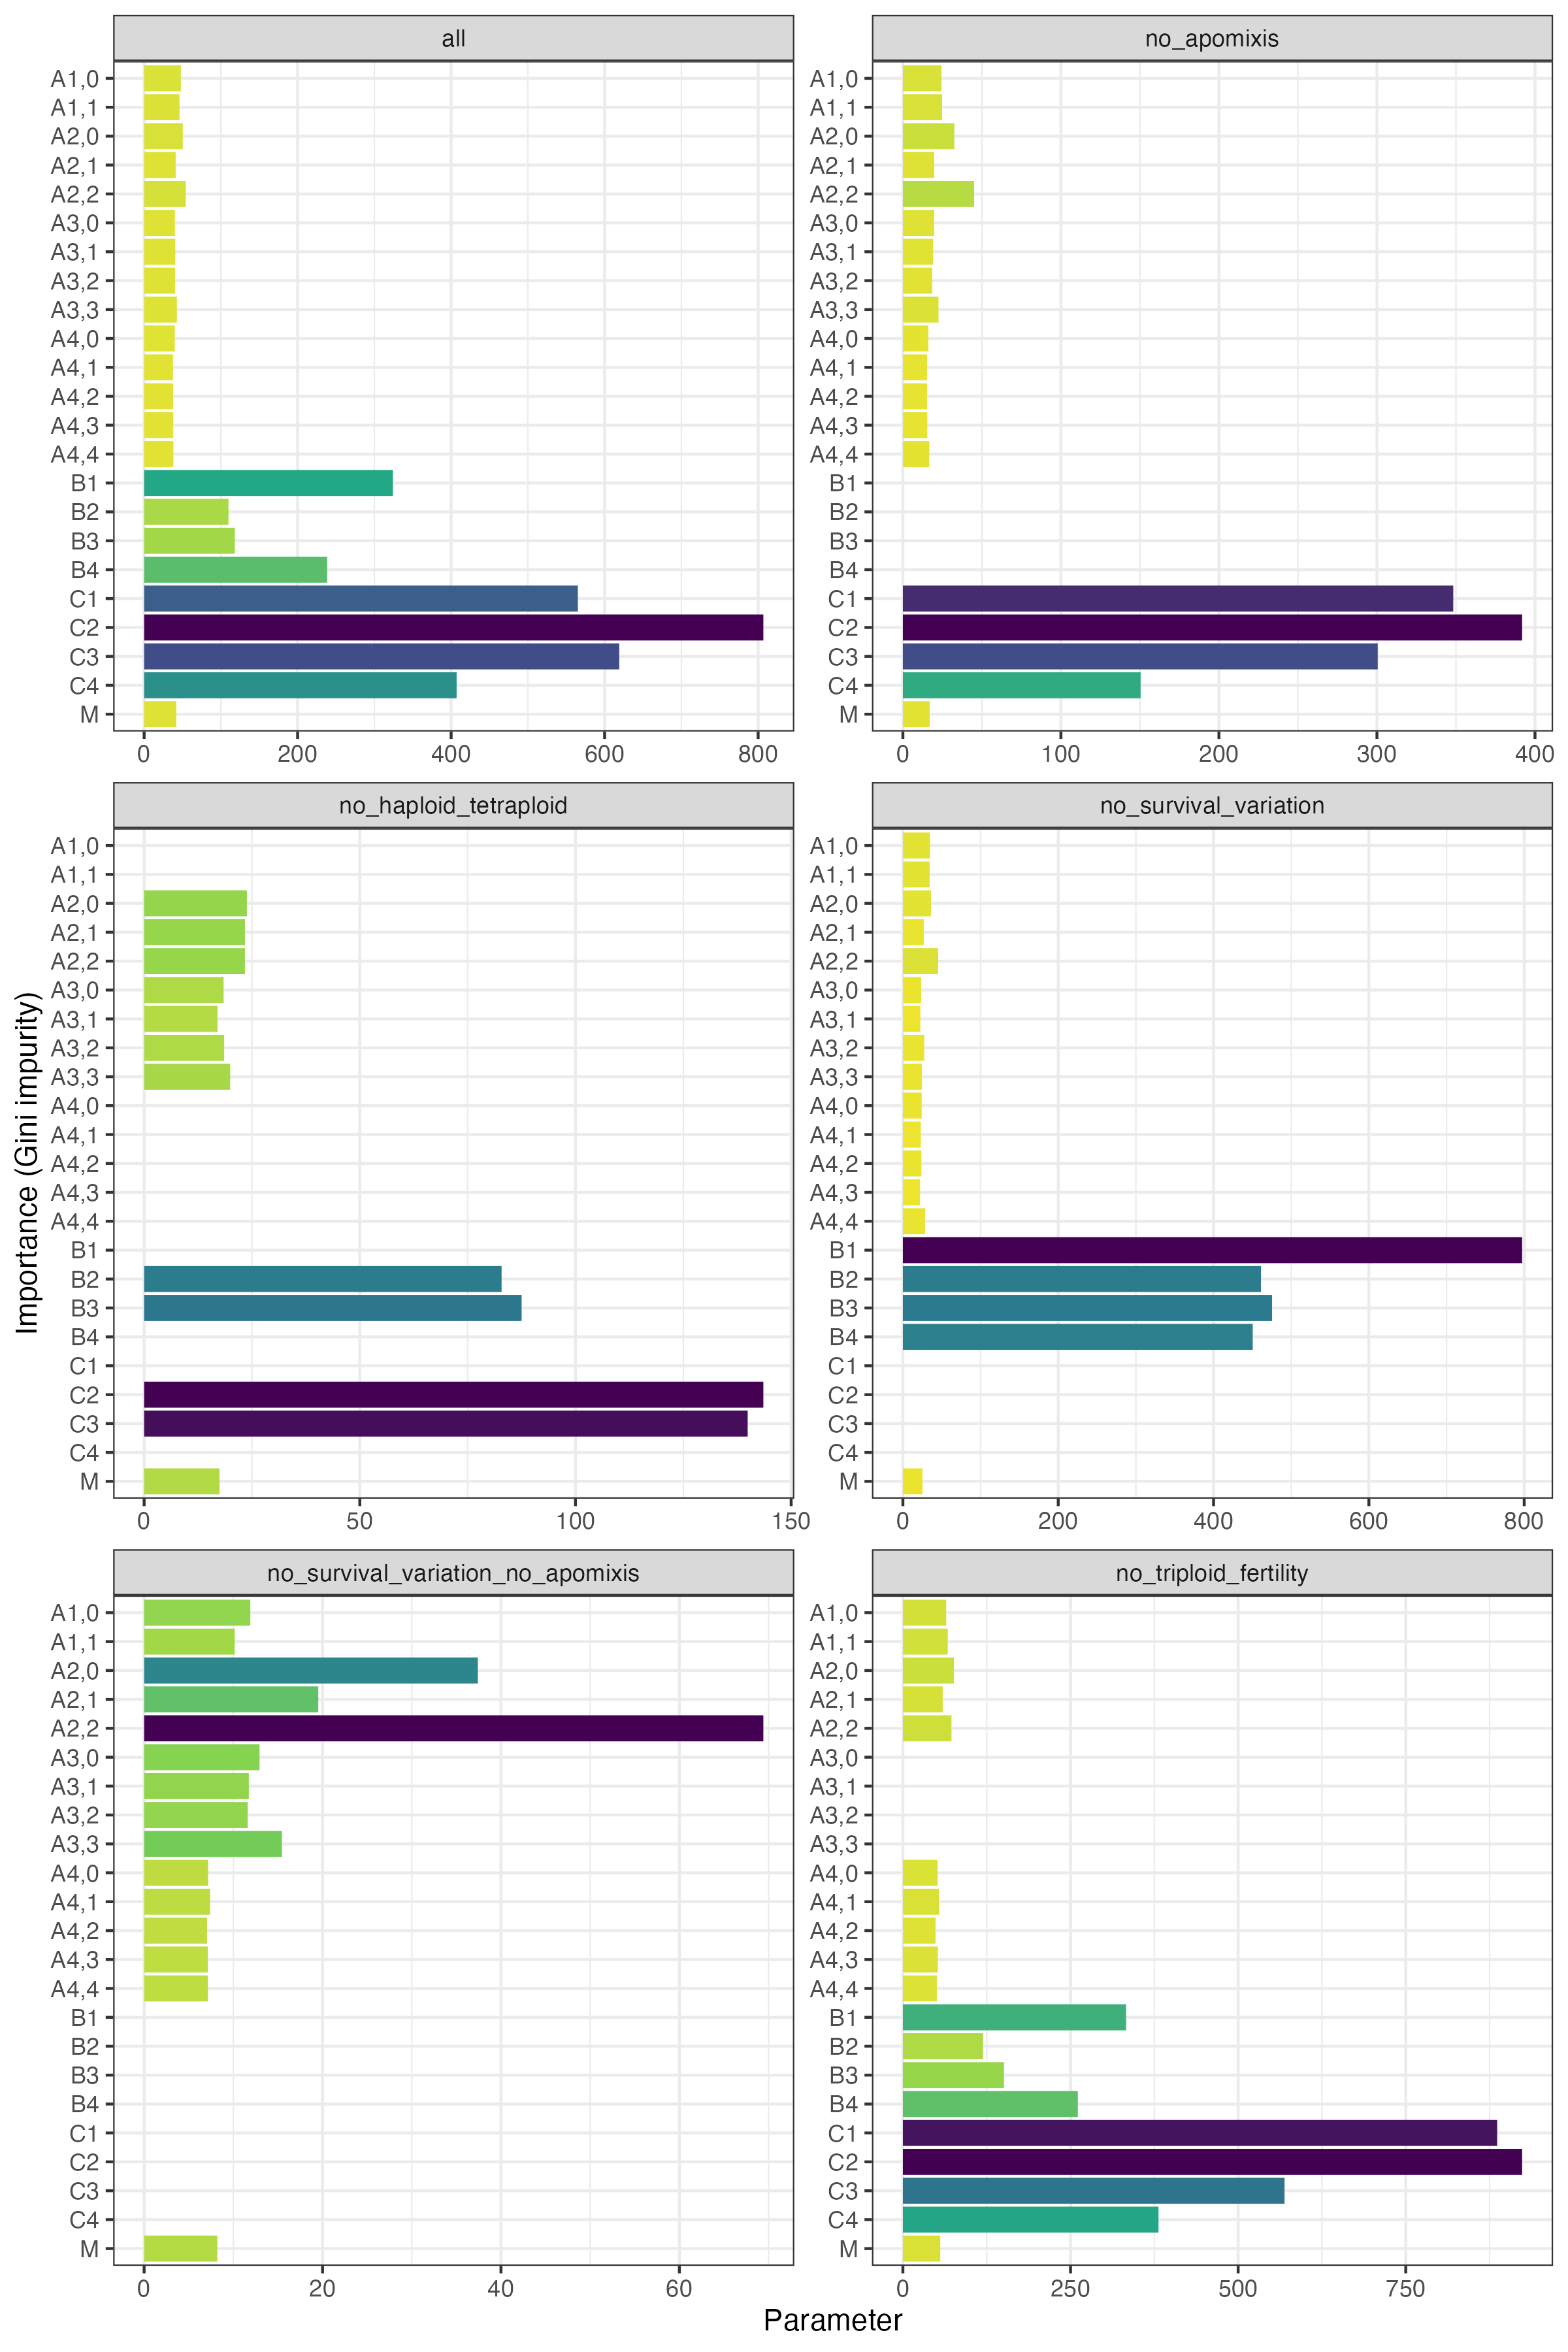 all
A1,0
A1,1
A2,0
A2,1
A2,2
A3,0
A3,1
A3,2
A3,3
A4,0
A4,1
A4,2
A4,3
A4,4
B1
B2
B3
B4
C1
C2
C3
C4
M
0 200 400 600 800
no_apomixis
A1,0
A1,1
A2,0
A2,1
A2,2
A3,0
A3,1
A3,2
A3,3
A4,0
A4,1
A4,2
A4,3
A4,4
B1
B2
B3
B4
C1
C2
C3
C4
M
0 100 200 300 400
Importance (Gini impurity)
no_haploid_tetraploid
A1,0
A1,1
A2,0
A2,1
A2,2
A3,0
A3,1
A3,2
A3,3
A4,0
A4,1
A4,2
A4,3
A4,4
B1
B2
B3
B4
C1
C2
C3
C4
M
0 50 100 150
no_survival_variation
A1,0
A1,1
A2,0
A2,1
A2,2
A3,0
A3,1
A3,2
A3,3
A4,0
A4,1
A4,2
A4,3
A4,4
B1
B2
B3
B4
C1
C2
C3
C4
M
0 200 400 600 800
no_survival_variation_no_apomixis
A1,0
A1,1
A2,0
A2,1
A2,2
A3,0
A3,1
A3,2
A3,3
A4,0
A4,1
A4,2
A4,3
A4,4
B1
B2
B3
B4
C1
C2
C3
C4
M
0 20 40 60
no_triploid_fertility
A1,0
A1,1
A2,0
A2,1
A2,2
A3,0
A3,1
A3,2
A3,3
A4,0
A4,1
A4,2
A4,3
A4,4
B1
B2
B3
B4
C1
C2
C3
C4
M
0 250 500 750
Parameter